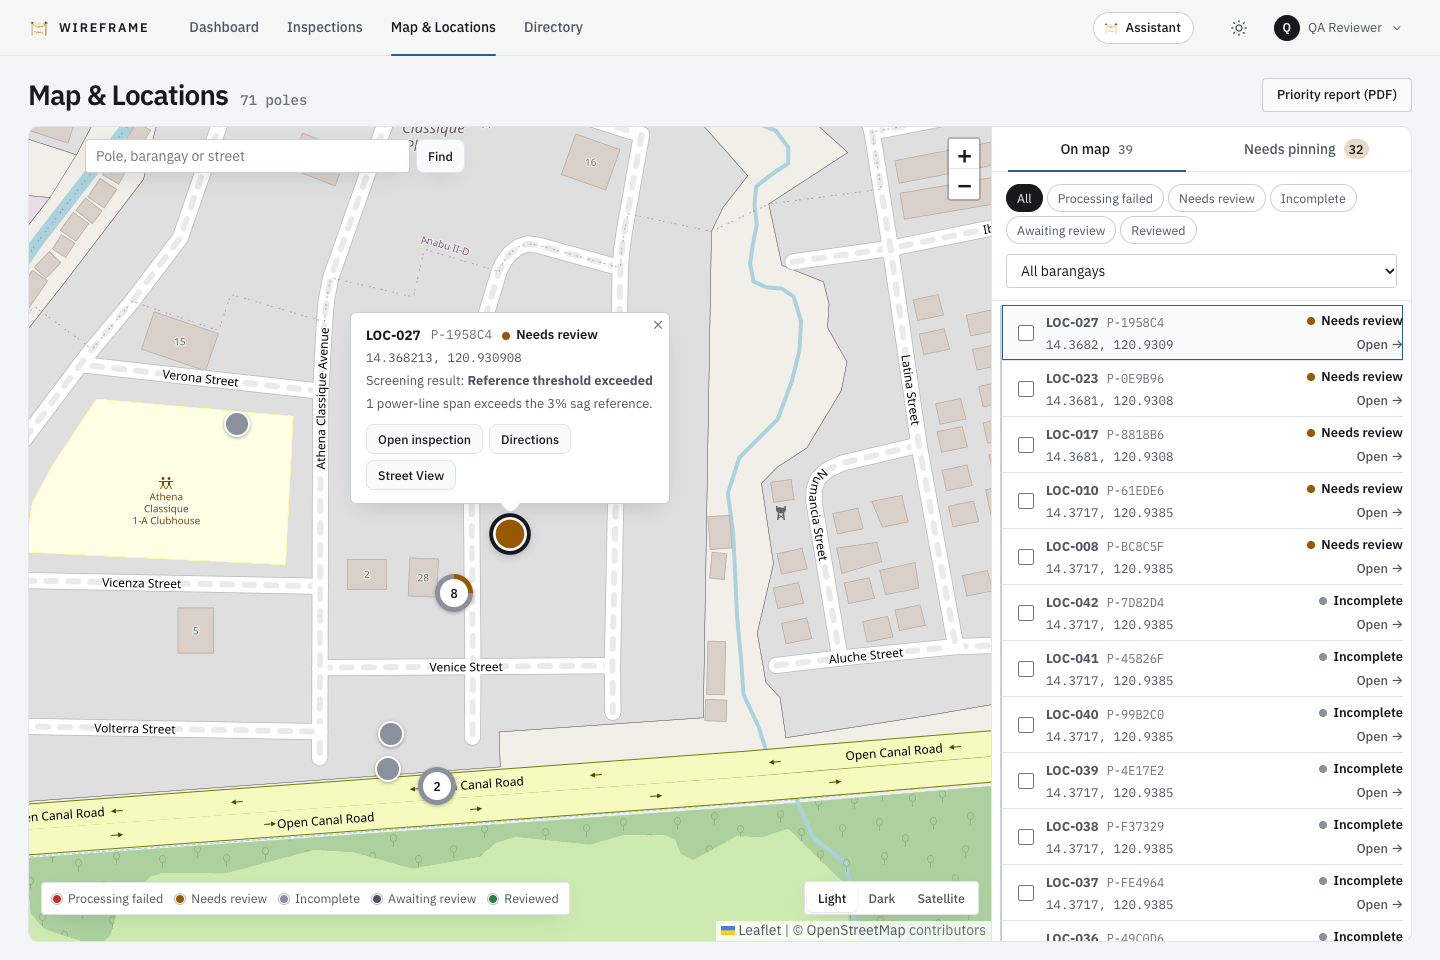 WIREFRAME
Dashboard
Inspections
Map & Locations
Directory
Assistant
Q
QA Reviewer
Map & Locations
71 poles
Priority report (PDF)
Pole, barangay or street
Find
Classique
+
−
16
Anabu II-D
15
Verona Street
Athena Classique Avenue
Athena
Classique
1-A Clubhouse
LOC-027 P-1958C4 Needs review
×
14.368213, 120.930908
Screening result: Reference threshold exceeded
1 power-line span exceeds the 3% sag reference.
Open inspection
Directions
Street View
Latina Street
Numancia Street
Vicenza Street
2
28
8
5
Venice Street
Aluche Street
Volterra Street
Open Canal Road
2
Canal Road
en Canal Road
Open Canal Road
Processing failed
Needs review
Incomplete
Awaiting review
Reviewed
Light
Dark
Satellite
Leaflet | © OpenStreetMap contributors
On map 39
Needs pinning 32
All
Processing failed
Needs review
Incomplete
Awaiting review
Reviewed
All barangays
LOC-027 P-1958C4 Needs review
14.3682, 120.9309 Open →
LOC-023 P-0E9B96 Needs review
14.3681, 120.9308 Open →
LOC-017 P-8818B6 Needs review
14.3681, 120.9308 Open →
LOC-010 P-61EDE6 Needs review
14.3717, 120.9385 Open →
LOC-008 P-BC8C5F Needs review
14.3717, 120.9385 Open →
LOC-042 P-7D82D4 Incomplete
14.3717, 120.9385 Open →
LOC-041 P-45826F Incomplete
14.3717, 120.9385 Open →
LOC-040 P-99B2C0 Incomplete
14.3717, 120.9385 Open →
LOC-039 P-4E17E2 Incomplete
14.3717, 120.9385 Open →
LOC-038 P-F37329 Incomplete
14.3717, 120.9385 Open →
LOC-037 P-FE4964 Incomplete
14.3717, 120.9385 Open →
LOC-036 P-49C0D6 Incomplete